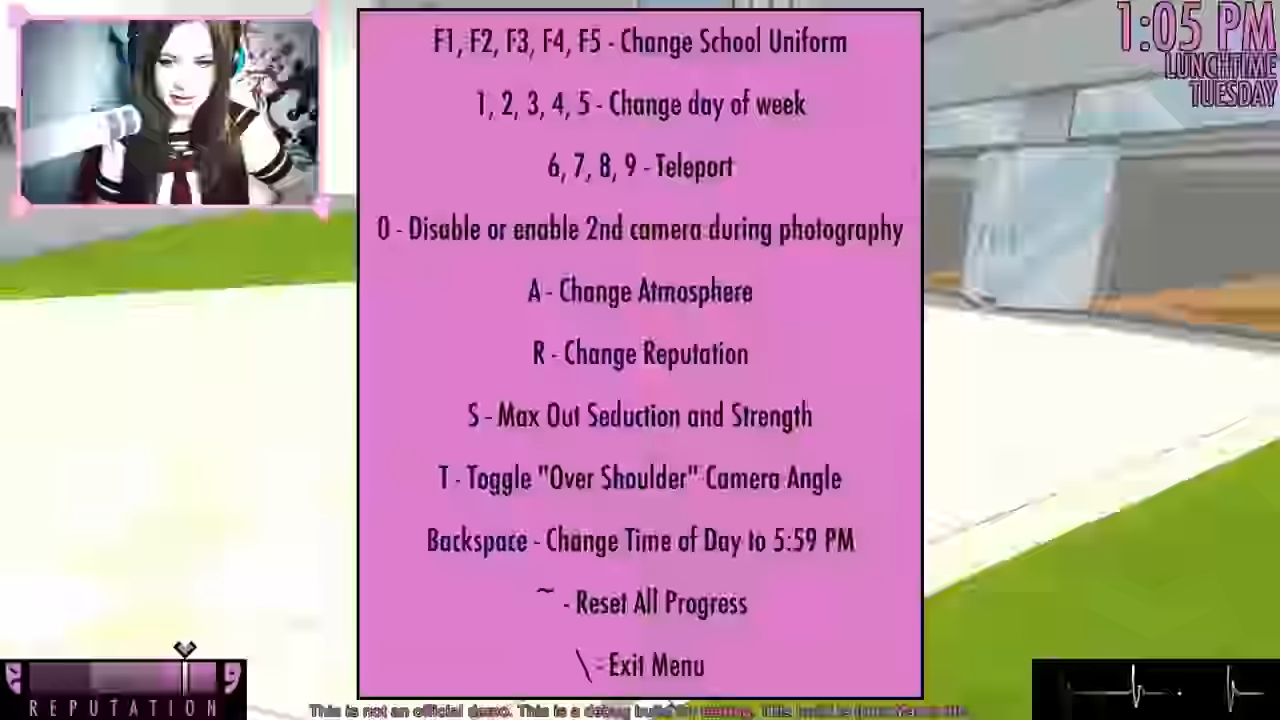 F1, F2, F3, F4, F5 - Change School Uniform
1:05 PM
LUNCHTIME
TUESDAY
1, 2, 3, 4, 5 - Change day of week
6, 7, 8, 9 - Teleport
0 - Disable or enable 2nd camera during photography
A - Change Atmosphere
R - Change Reputation
S - Max Out Seduction and Strength
T - Toggle "Over Shoulder" Camera Angle
Backspace - Change Time of Day to 5:59 PM
~ - Reset All Progress
\ - Exit Menu
REPUTATION
This is not an official demo. This is a debug build for testing.